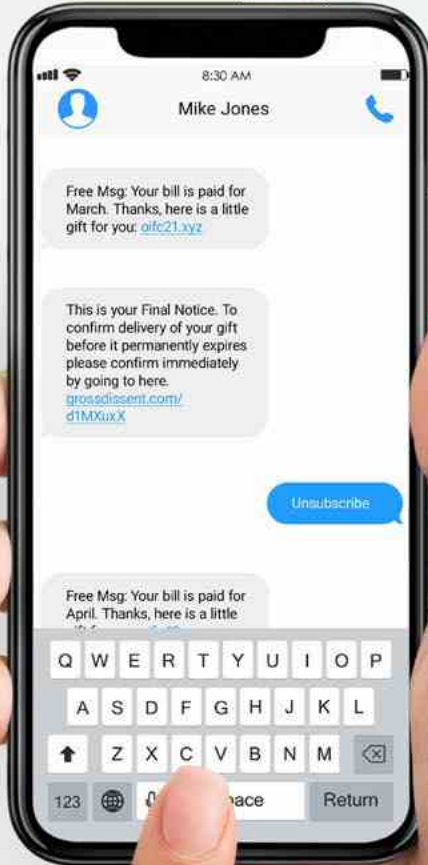 8:30 AM
Mike Jones
Free Msg: Your bill is paid for
March. Thanks, here is a little
gift for you: oifc21.xyz
This is your Final Notice. To
confirm delivery of your gift
before it permanently expires
please confirm immediately
by going to here.
grossdissent.com/
d1MXuxX
Unsubscribe
Free Msg: Your bill is paid for
April. Thanks, here is a little
Q W E R T Y U I O P
A S D F G H J K L
Z X C V B N M
123
Return